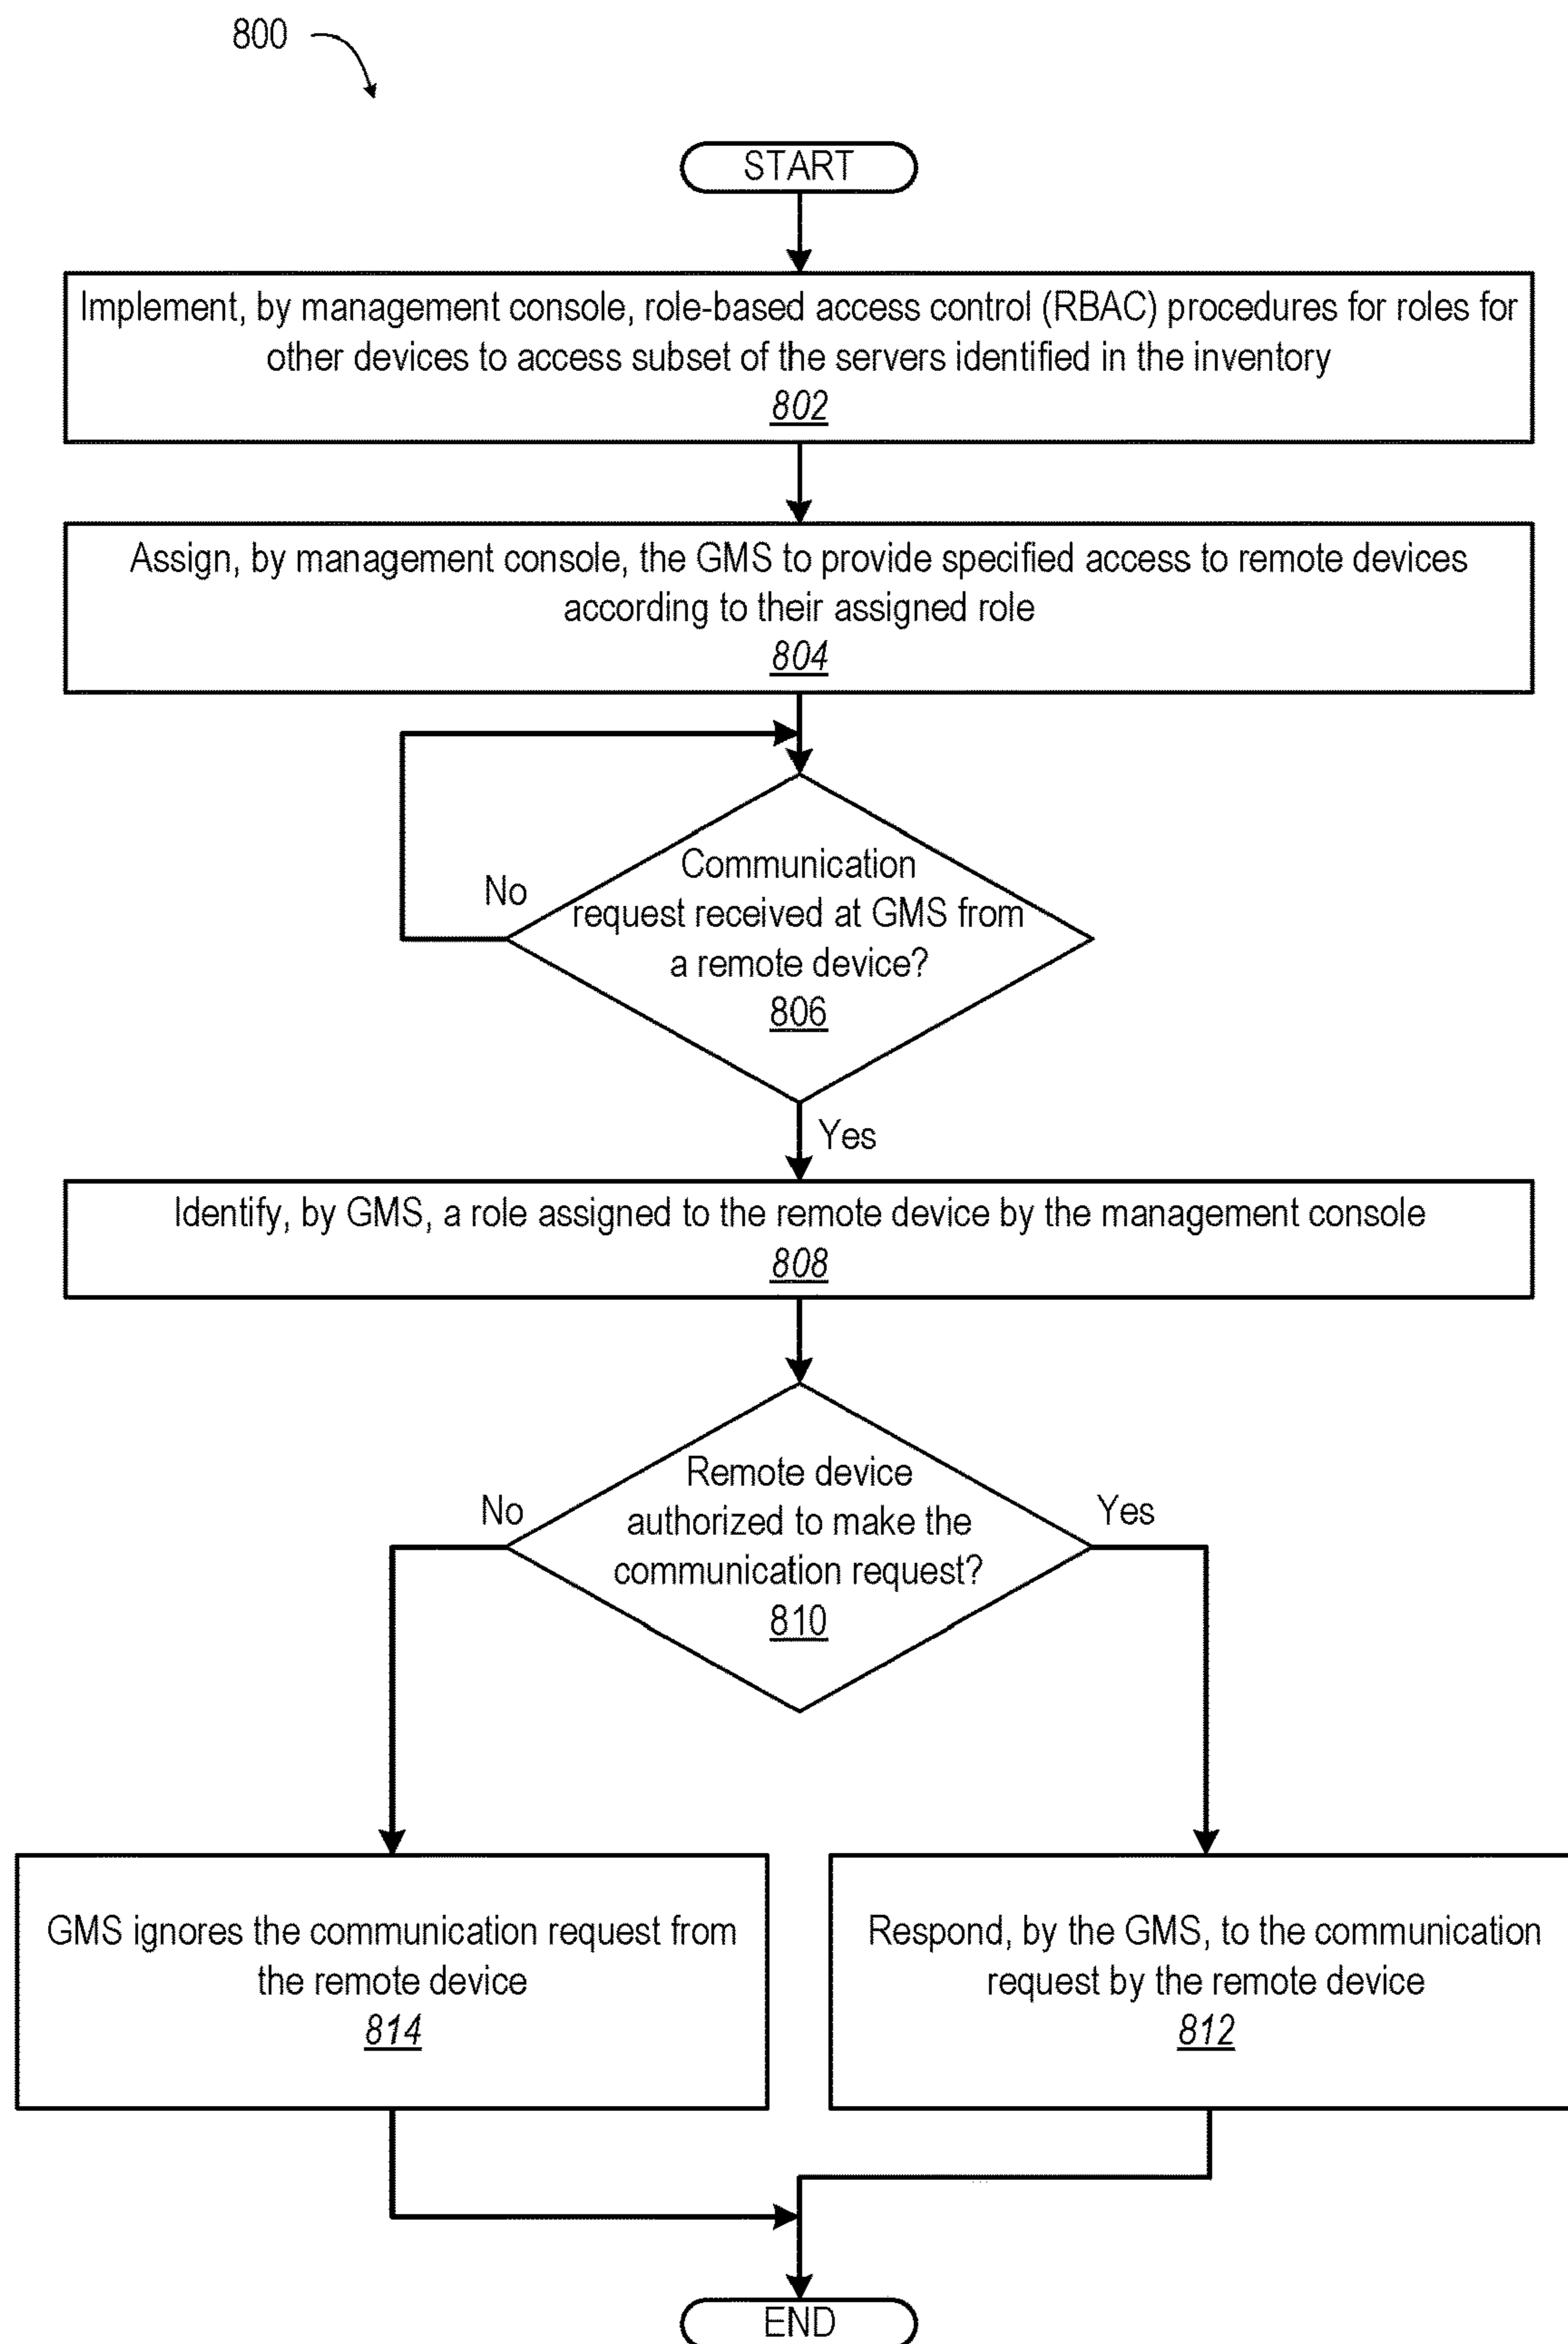 800
START
Implement, by management console, role-based access control (RBAC) procedures for roles for
other devices to access subset of the servers identified in the inventory
802
Assign, by management console, the GMS to provide specified access to remote devices
according to their assigned role
804
Communication
request received at GMS from
a remote device?
806
No
Yes
Identify, by GMS, a role assigned to the remote device by the management console
808
Remote device
authorized to make the
communication request?
810
No
Yes
GMS ignores the communication request from
the remote device
814
Respond, by the GMS, to the communication
request by the remote device
812
END